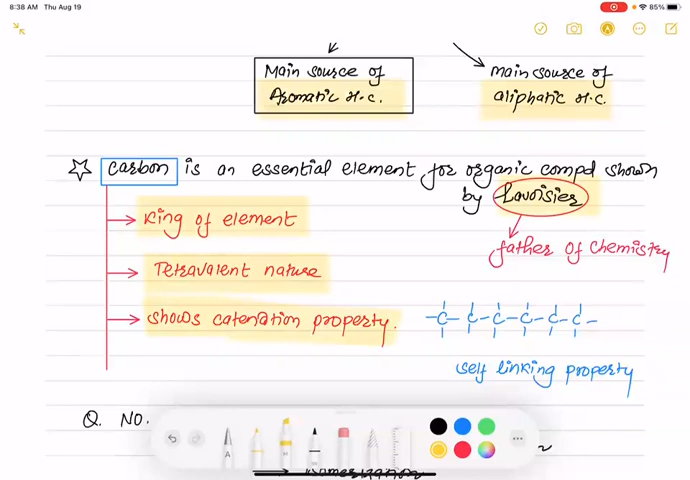 8:38 AM Thu Aug 19
85%
Main source of
Aromatic H.C.
main source of
aliphatic H.C.
carbon is an essential element for organic compd shown
by Lavoisier
King of element
father of chemistry
Tetravalent nature
shows catenation property.
-C-C-C-C-C-C-
self linking property
Q. NO.
Isomerization